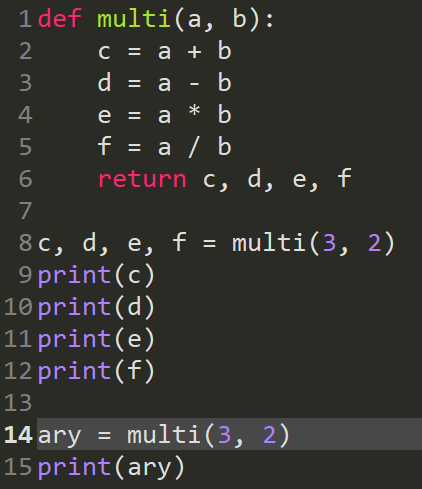 1 def multi(a, b):
2     c = a + b
3     d = a - b
4     e = a * b
5     f = a / b
6     return c, d, e, f
7
8 c, d, e, f = multi(3, 2)
9 print(c)
10 print(d)
11 print(e)
12 print(f)
13
14 ary = multi(3, 2)
15 print(ary)